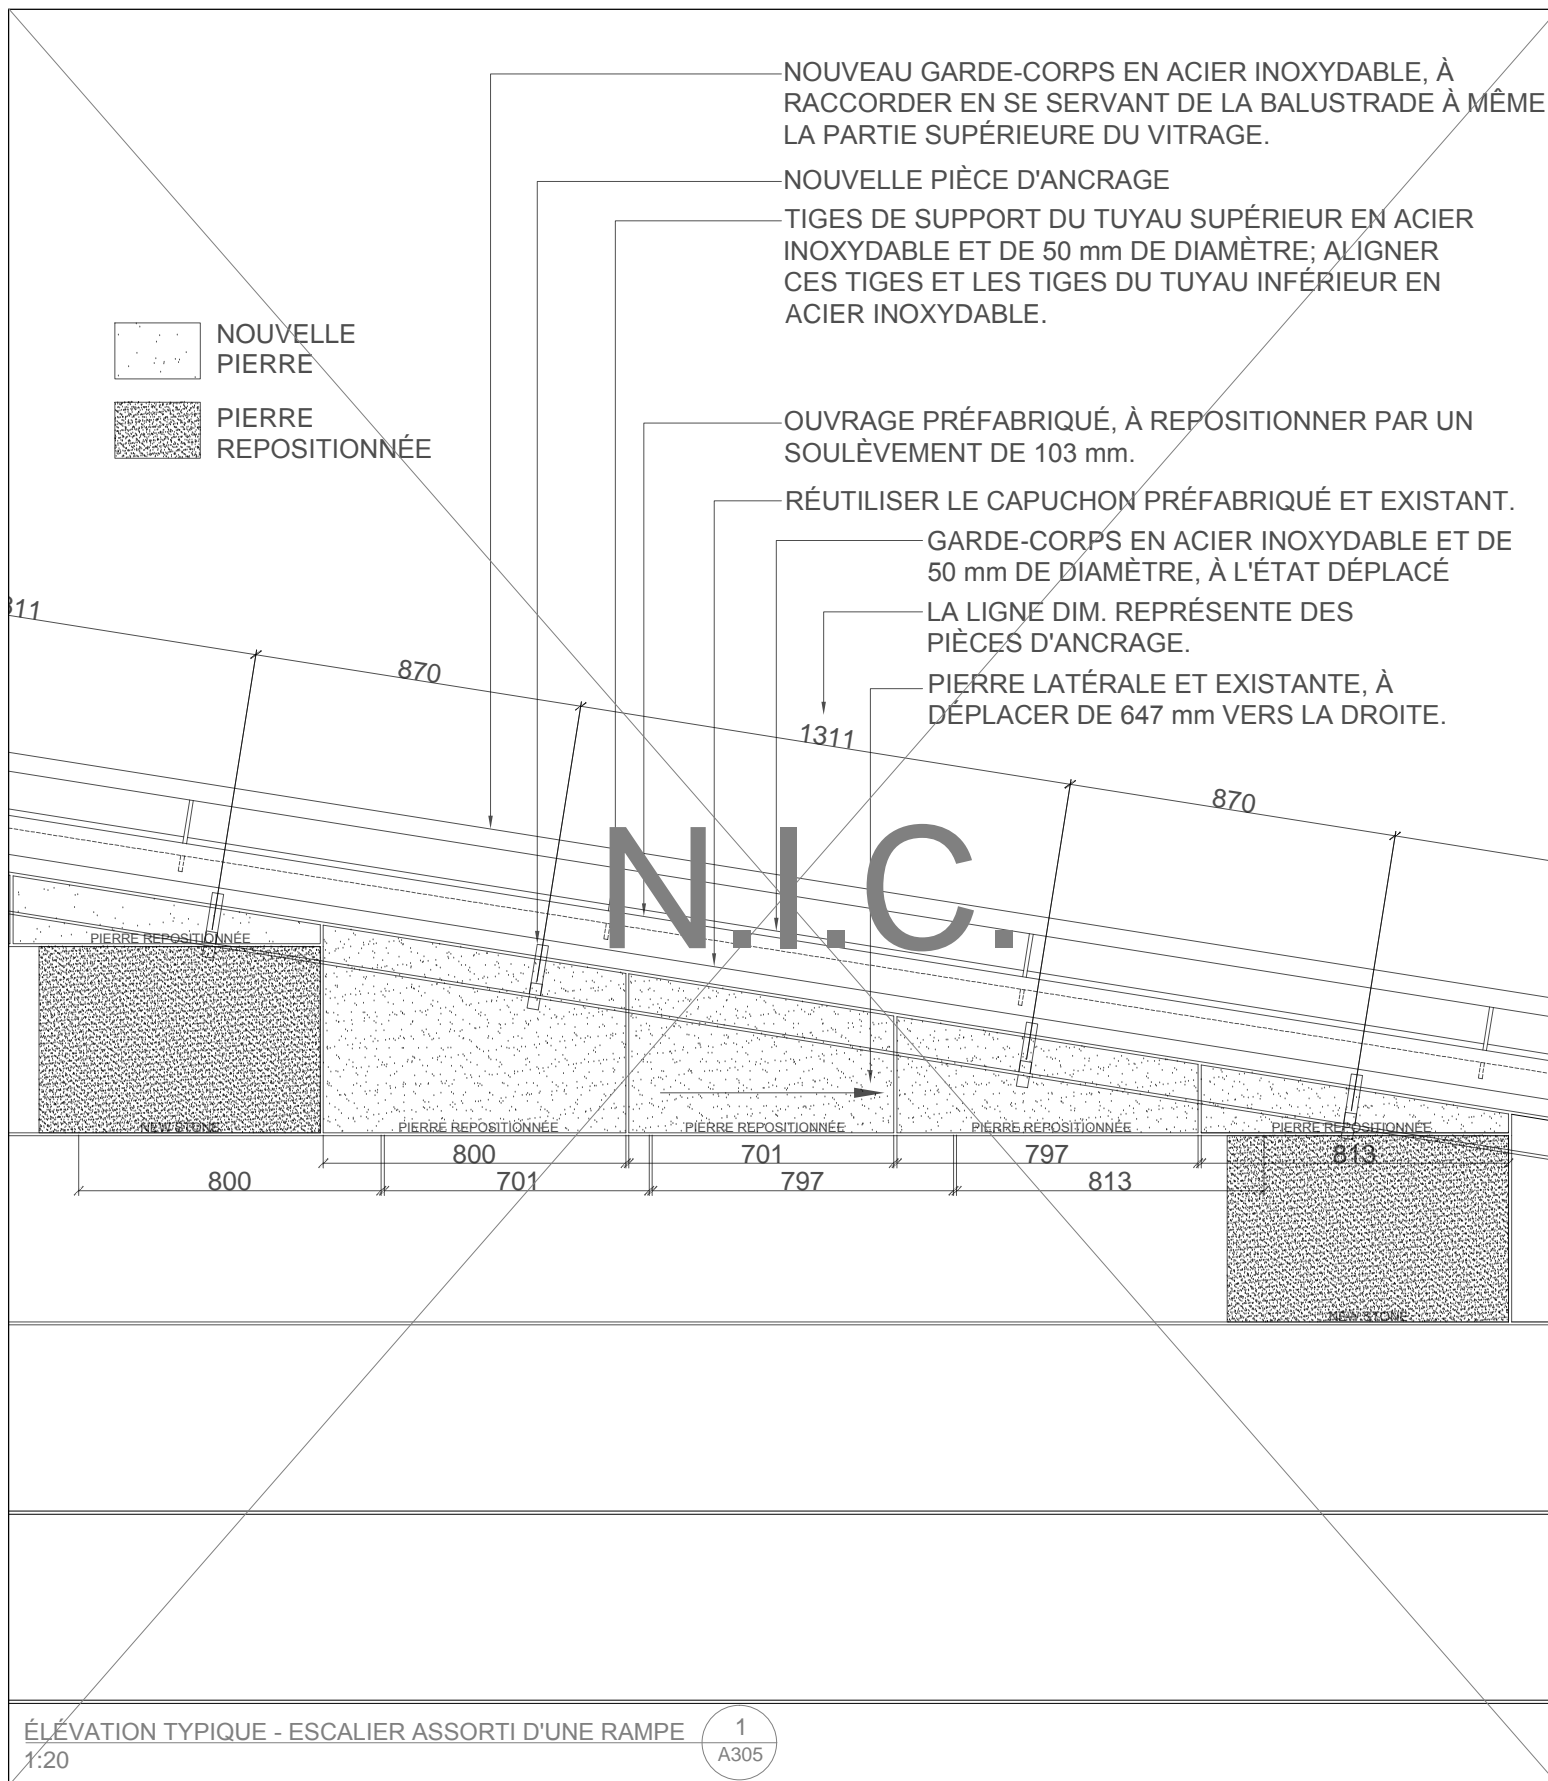 NOUVEAU GARDE-CORPS EN ACIER INOXYDABLE, À
RACCORDER EN SE SERVANT DE LA BALUSTRADE À MÊME
LA PARTIE SUPÉRIEURE DU VITRAGE.
NOUVELLE PIÈCE D'ANCRAGE
TIGES DE SUPPORT DU TUYAU SUPÉRIEUR EN ACIER
INOXYDABLE ET DE 50 mm DE DIAMÈTRE; ALIGNER
CES TIGES ET LES TIGES DU TUYAU INFÉRIEUR EN
ACIER INOXYDABLE.
NOUVELLE
PIERRE
PIERRE
REPOSITIONNÉE
OUVRAGE PRÉFABRIQUÉ, À REPOSITIONNER PAR UN
SOULÈVEMENT DE 103 mm.
RÉUTILISER LE CAPUCHON PRÉFABRIQUÉ ET EXISTANT.
GARDE-CORPS EN ACIER INOXYDABLE ET DE
50 mm DE DIAMÈTRE, À L'ÉTAT DÉPLACÉ
LA LIGNE DIM. REPRÉSENTE DES
PIÈCES D'ANCRAGE.
PIERRE LATÉRALE ET EXISTANTE, À
DÉPLACER DE 647 mm VERS LA DROITE.
311
870
1311
870
N.I.C.
PIERRE REPOSITIONNÉE
NEW STONE
PIERRE REPOSITIONNÉE
PIERRE REPOSITIONNÉE
PIERRE REPOSITIONNÉE
PIERRE REPOSITIONNÉE
800
701
797
813
800
701
797
813
NEW STONE
ÉLÉVATION TYPIQUE - ESCALIER ASSORTI D'UNE RAMPE
1:20
1
A305